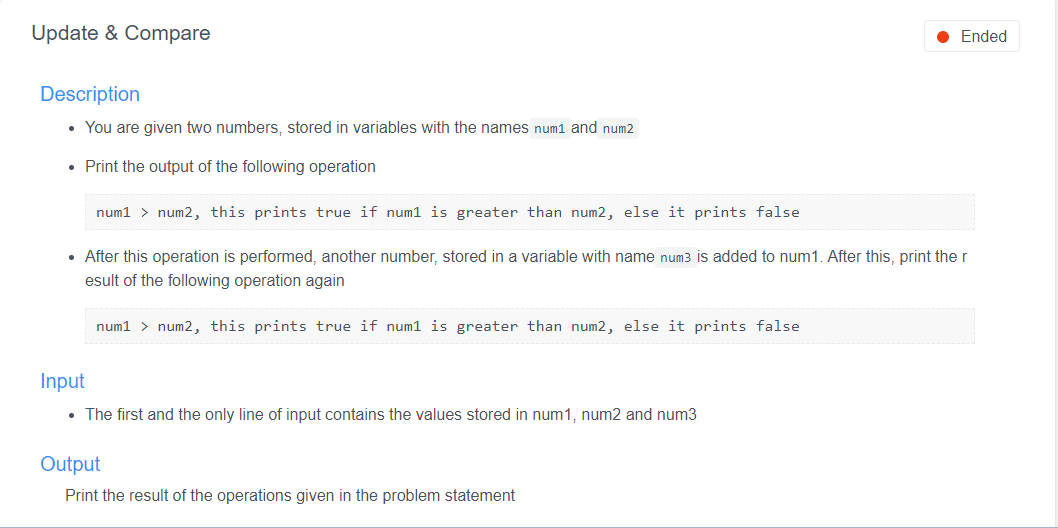 Update & Compare
Ended
Description
You are given two numbers, stored in variables with the names num1 and num2
Print the output of the following operation
num1 > num2, this prints true if num1 is greater than num2, else it prints false
After this operation is performed, another number, stored in a variable with name num3 is added to num1. After this, print the r
esult of the following operation again
num1 > num2, this prints true if num1 is greater than num2, else it prints false
Input
The first and the only line of input contains the values stored in num1, num2 and num3
Output
Print the result of the operations given in the problem statement